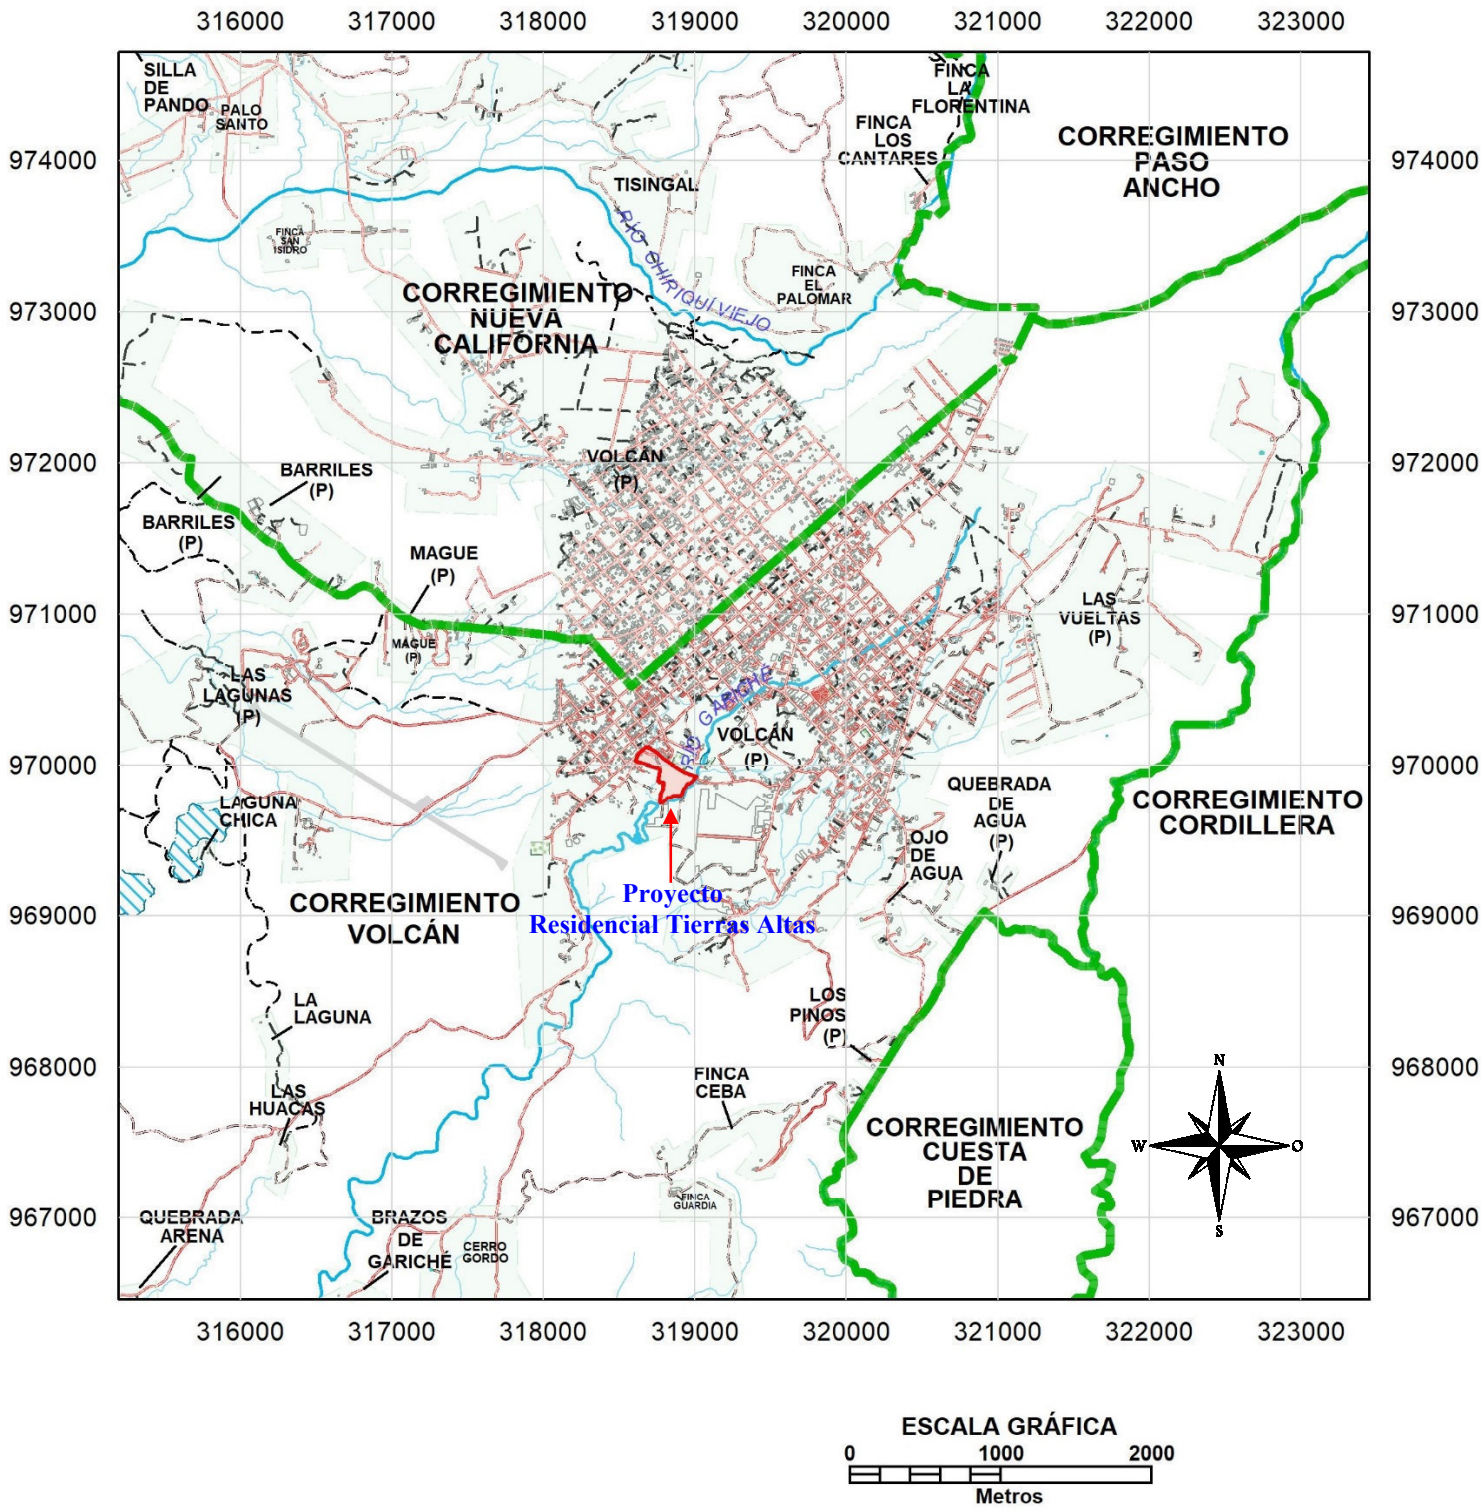 316000 317000 318000 319000 320000 321000 322000 323000
SILLA
DE
PANDO
PALO
SANTO
FINCA
LA
FLORENTINA
FINCA
LOS
CANTARES
CORREGIMIENTO
PASO
ANCHO
974000
974000
TISINGAL
FINCA
SAN
ISIDRO
RÍO CHIRIQUÍ VIEJO
FINCA
EL
PALOMAR
CORREGIMIENTO
NUEVA
CALIFORNIA
973000
973000
VOLCÁN
(P)
972000
972000
BARRILES
(P)
BARRILES
(P)
MAGUE
(P)
LAS
VUELTAS
(P)
971000
971000
MAGUE
(P)
LAS
LAGUNAS
(P)
RÍO GARICHÉ
VOLCÁN
(P)
970000
970000
LAGUNA
CHICA
QUEBRADA
DE
AGUA
(P)
CORREGIMIENTO
CORDILLERA
OJO
DE
AGUA
Proyecto
Residencial Tierras Altas
CORREGIMIENTO
VOLCÁN
969000
969000
LA
LAGUNA
LOS
PINOS
(P)
968000
968000
LAS
HUACAS
FINCA
CEBA
CORREGIMIENTO
CUESTA
DE
PIEDRA
N
W
O
S
FINCA
GUARDIA
967000
967000
QUEBRADA
ARENA
BRAZOS
DE
GARICHÉ
CERRO
GORDO
316000 317000 318000 319000 320000 321000 322000 323000
ESCALA GRÁFICA
0 1000 2000
Metros